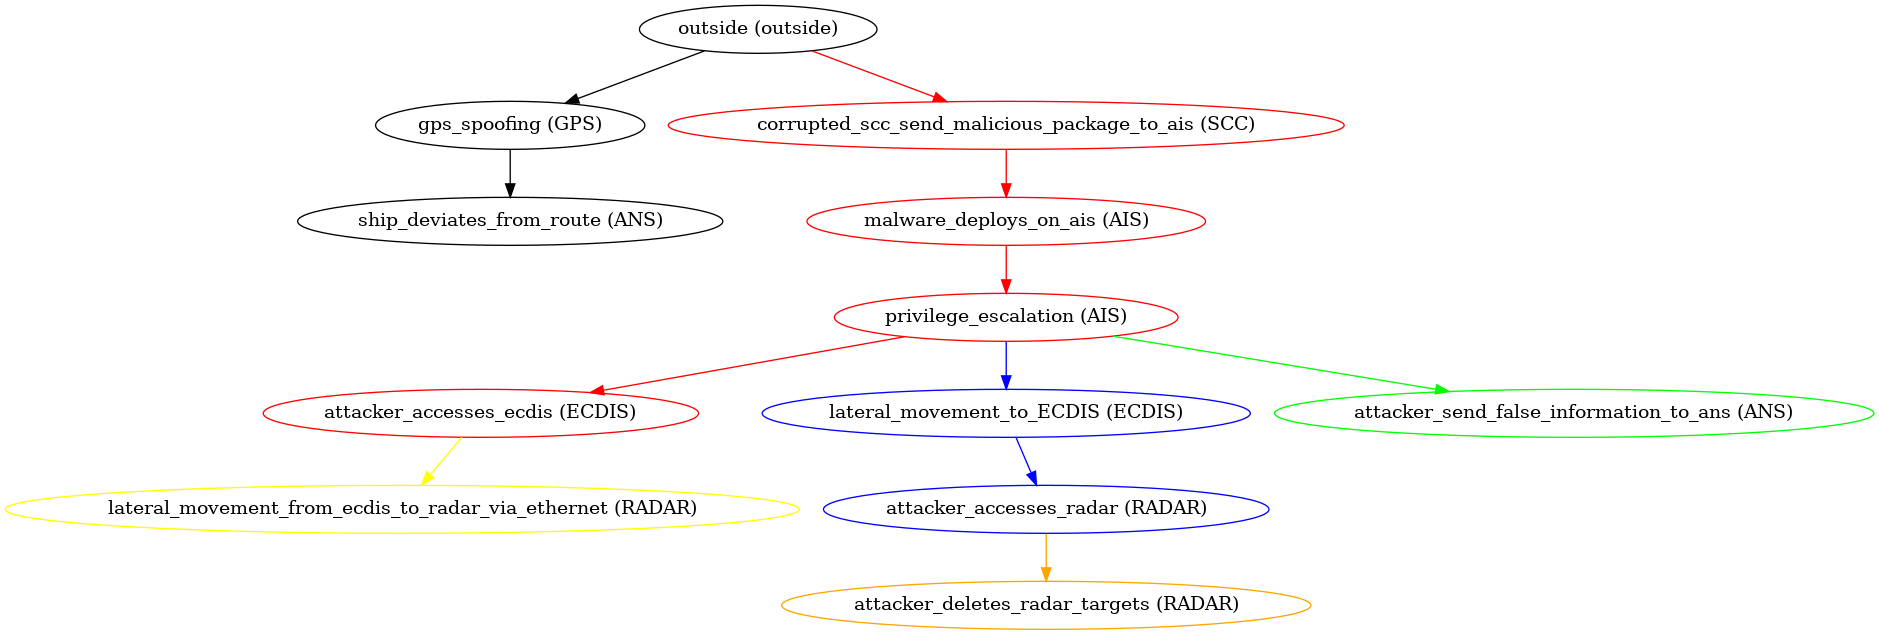 outside (outside)
gps_spoofing (GPS)
corrupted_scc_send_malicious_package_to_ais (SCC)
ship_deviates_from_route (ANS)
malware_deploys_on_ais (AIS)
privilege_escalation (AIS)
attacker_accesses_ecdis (ECDIS)
lateral_movement_to_ECDIS (ECDIS)
attacker_send_false_information_to_ans (ANS)
lateral_movement_from_ecdis_to_radar_via_ethernet (RADAR)
attacker_accesses_radar (RADAR)
attacker_deletes_radar_targets (RADAR)